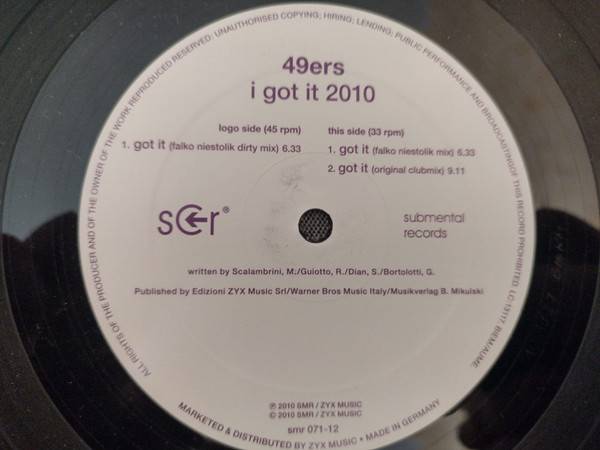 49ers
i got it 2010
logo side (45 rpm)
1. got it (falko niestolik dirty mix) 6.33
this side (33 rpm)
1. got it (falko niestolik mix) 6.33
2. got it (original clubmix) 9.11
scr®
submental
records
written by Scalambrini, M:/Guiotto, R./Dian, S./Bortolotti, G.
Published by Edizioni ZYX Music Srl/Warner Bros Music Italy/Musikverlag B. Mikulski
℗ 2010 SMR / ZYX MUSIC
© 2010 SMR / ZYX MUSIC
smr 071-12
MARKETED & DISTRIBUTED BY ZYX MUSIC • MADE IN GERMANY
ALL RIGHTS OF THE PRODUCER AND OF THE OWNER OF THE WORK REPRODUCED RESERVED; UNAUTHORISED COPYING; HIRING; LENDING; PUBLIC PERFORMANCE AND BROADCASTING OF THIS RECORD PROHIBITED. LC-13117, BIEM/AUME